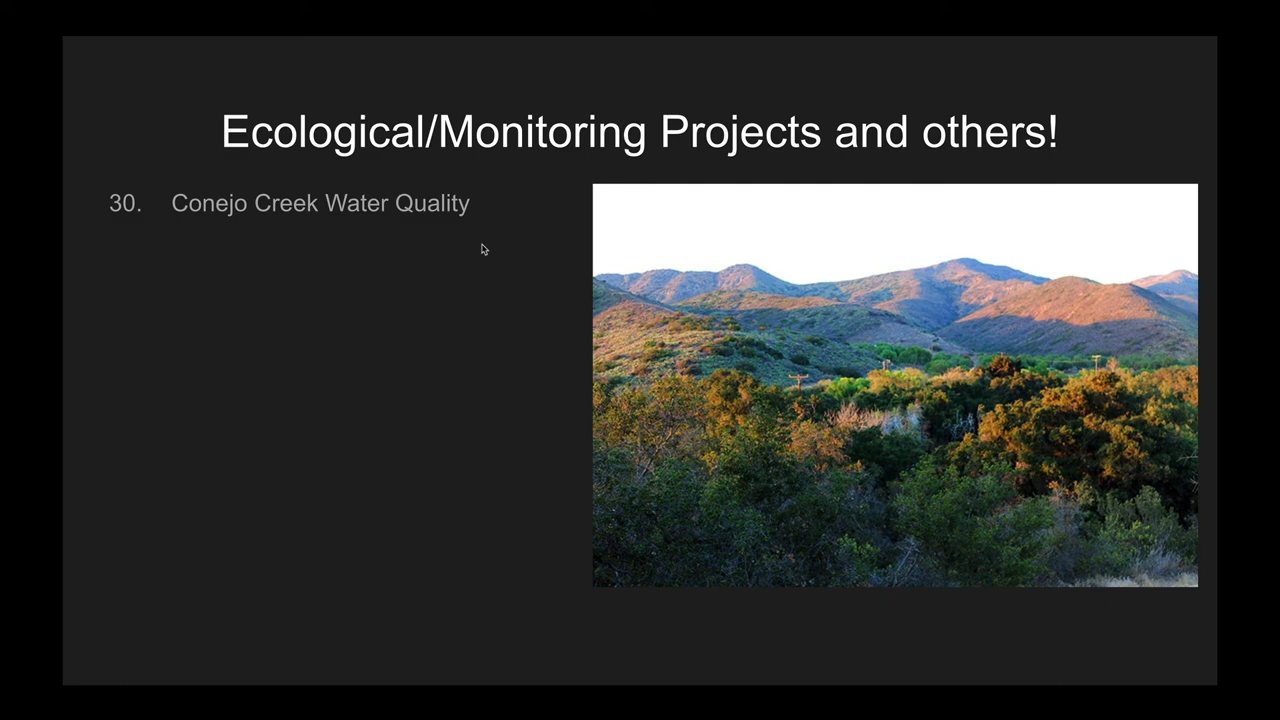 Ecological/Monitoring Projects and others!
30. Conejo Creek Water Quality